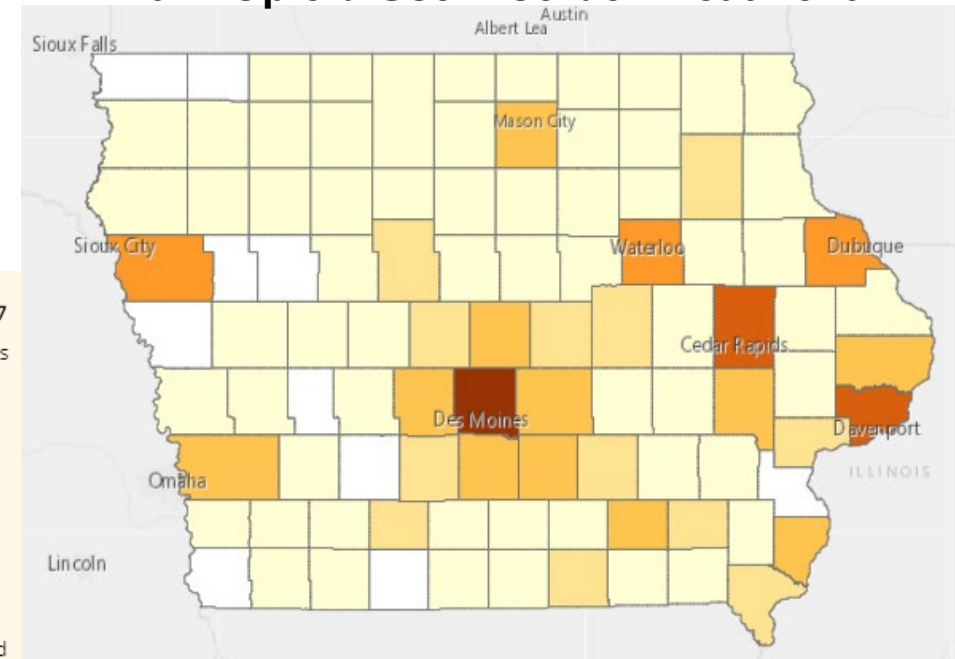 Austin
Albert Lea
Sioux Falls
Mason City
Sioux City
Waterloo
Dubuque
7
s
Cedar Rapids
Des Moines
Davenport
ILLINOIS
Omaha
Lincoln
d